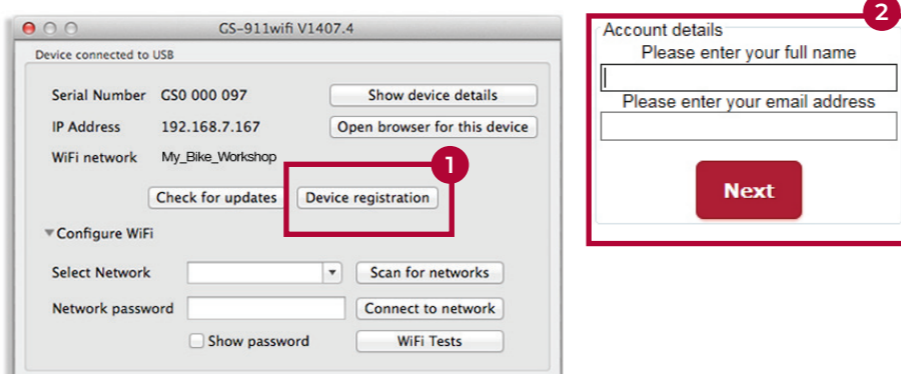 GS-911wifi V1407.4
Device connected to USB
Serial Number GS0 000 097 Show device details
IP Address 192.168.7.167 Open browser for this device
WiFi network My_Bike_Workshop
1
Check for updates Device registration
Configure WiFi
Select Network Scan for networks
Network password Connect to network
Show password WiFi Tests
2
Account details
Please enter your full name
Please enter your email address
Next